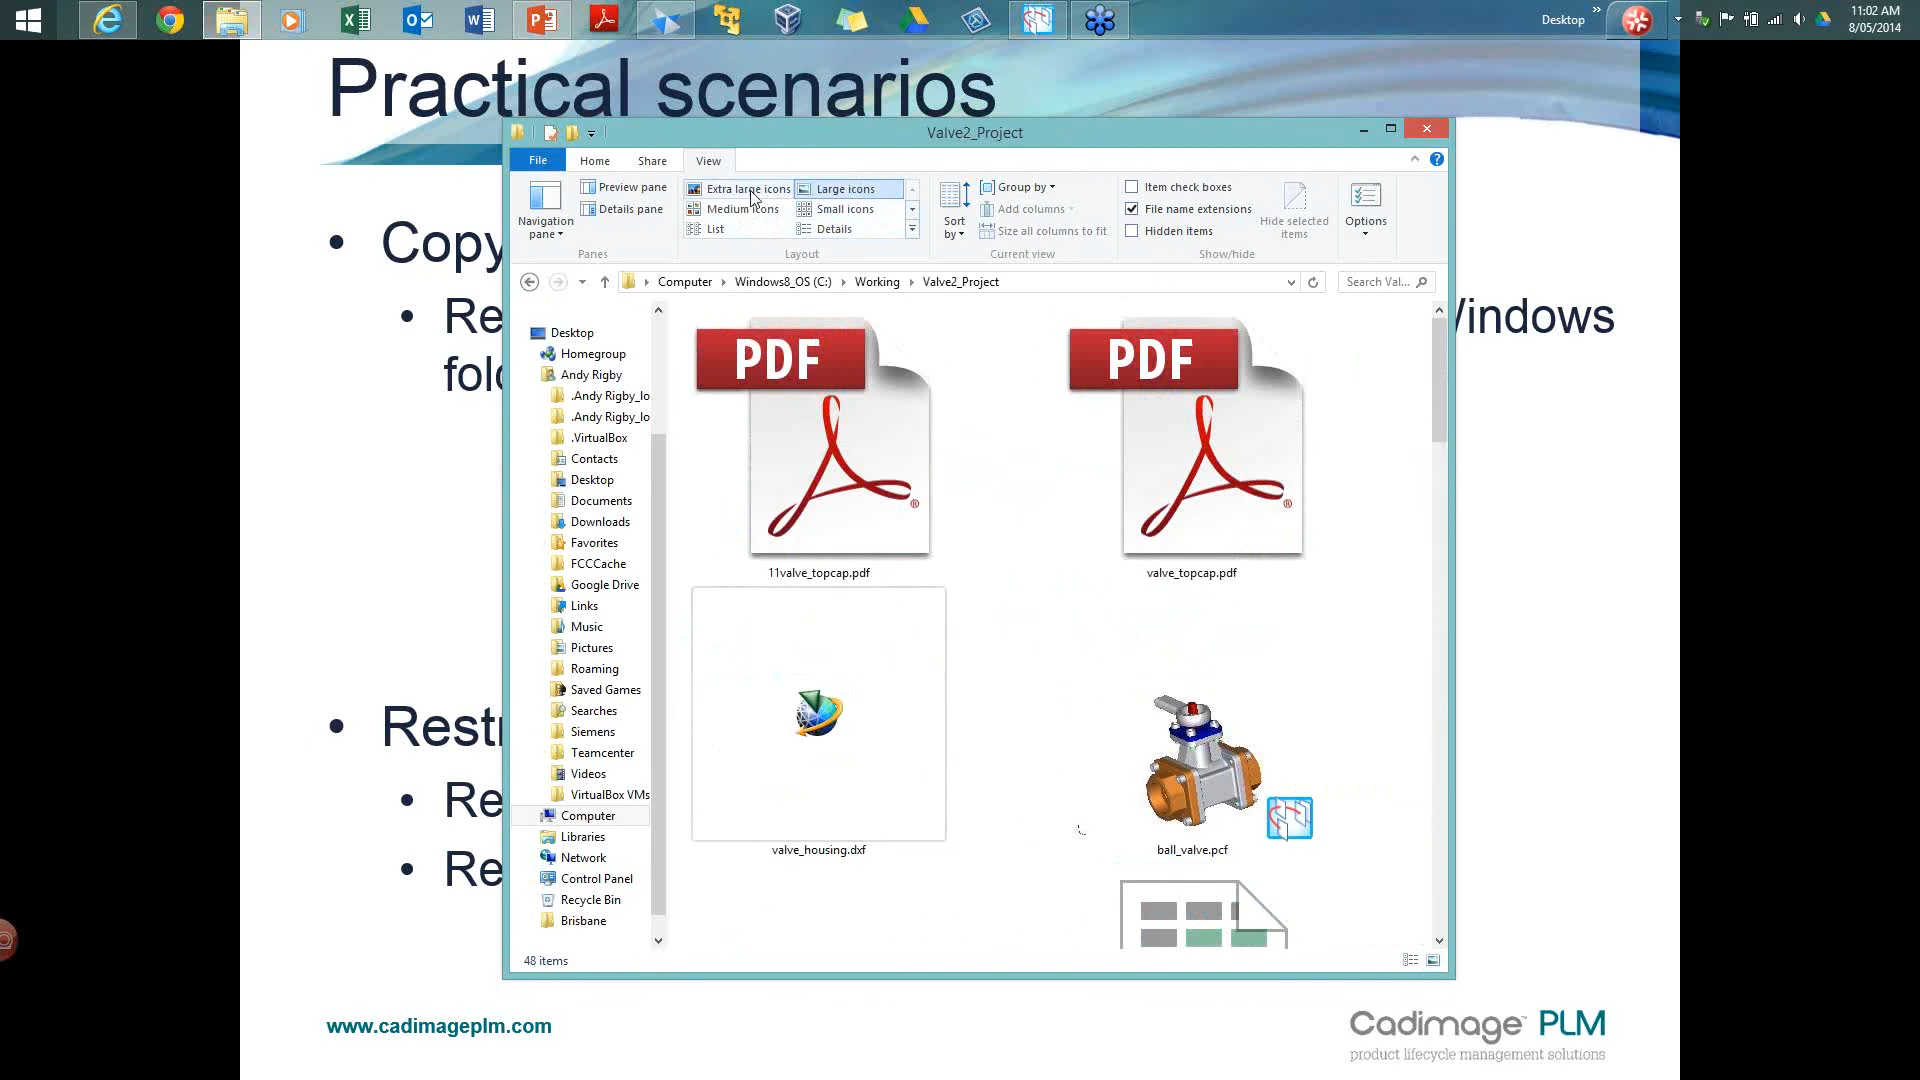 Desktop
»
11:02 AM
8/05/2014
Practical scenarios
Valve2_Project
File
Home
Share
View
Navigation pane
Preview pane
Details pane
Panes
Extra large icons
Large icons
Medium icons
Small icons
List
Details
Layout
Sort by
Group by
Add columns
Size all columns to fit
Current view
Item check boxes
File name extensions
Hidden items
Hide selected items
Show/hide
Options
Computer
Windows8_OS (C:)
Working
Valve2_Project
Search Val...
Desktop
Homegroup
Andy Rigby
.Andy Rigby_lo
.Andy Rigby_lo
.VirtualBox
Contacts
Desktop
Documents
Downloads
Favorites
FCCCache
Google Drive
Links
Music
Pictures
Roaming
Saved Games
Searches
Siemens
Teamcenter
Videos
VirtualBox VMs
Computer
Libraries
Network
Control Panel
Recycle Bin
Brisbane
PDF
PDF
11valve_topcap.pdf
valve_topcap.pdf
valve_housing.dxf
ball_valve.pcf
48 items
• Copy
• Re
Windows
fol
• Rest
• Re
• Re
www.cadimageplm.com
Cadimage™ PLM
product lifecycle management solutions